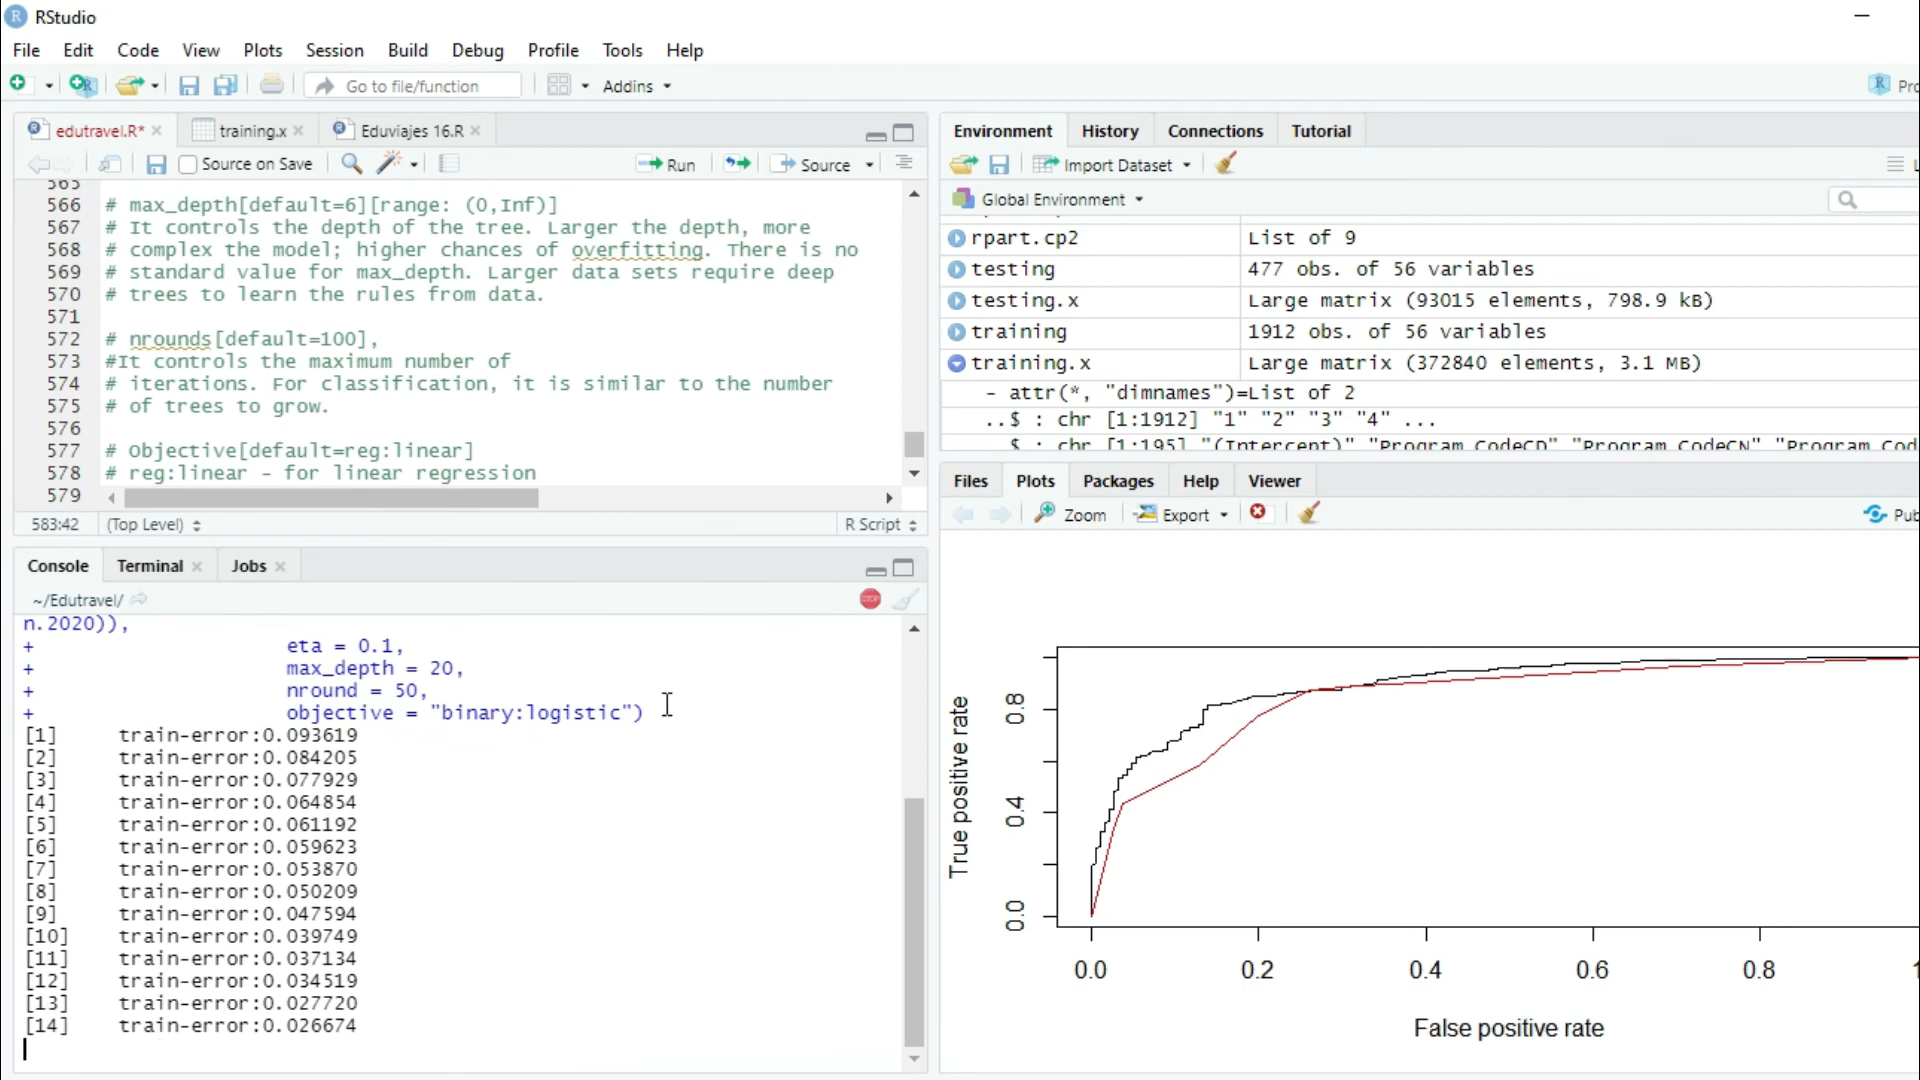 RStudio
File Edit Code View Plots Session Build Debug Profile Tools Help
Go to file/function Addins
edutravel.R* training.x Eduviajes 16.R
Source on Save Run Source
565
566 # max_depth[default=6][range: (0,Inf)]
567 # It controls the depth of the tree. Larger the depth, more
568 # complex the model; higher chances of overfitting. There is no
569 # standard value for max_depth. Larger data sets require deep
570 # trees to learn the rules from data.
571
572 # nrounds[default=100],
573 #It controls the maximum number of
574 # iterations. For classification, it is similar to the number
575 # of trees to grow.
576
577 # Objective[default=reg:linear]
578 # reg:linear - for linear regression
579
583:42 (Top Level) R Script
Console Terminal Jobs
~/Edutravel/
STOP
n.2020)),
+ eta = 0.1,
+ max_depth = 20,
+ nround = 50,
+ objective = "binary:logistic")
[1] train-error:0.093619
[2] train-error:0.084205
[3] train-error:0.077929
[4] train-error:0.064854
[5] train-error:0.061192
[6] train-error:0.059623
[7] train-error:0.053870
[8] train-error:0.050209
[9] train-error:0.047594
[10] train-error:0.039749
[11] train-error:0.037134
[12] train-error:0.034519
[13] train-error:0.027720
[14] train-error:0.026674
Environment History Connections Tutorial
Import Dataset
Global Environment
rpart.cp2 List of 9
testing 477 obs. of 56 variables
testing.x Large matrix (93015 elements, 798.9 kB)
training 1912 obs. of 56 variables
training.x Large matrix (372840 elements, 3.1 MB)
- attr(*, "dimnames")=List of 2
..$ : chr [1:1912] "1" "2" "3" "4" ...
$ : chr [1:195] "(Intercept)" "Program.CodeCD" "Program.CodeCN" "Program.Cod
Files Plots Packages Help Viewer
Zoom Export
True positive rate
0.0 0.4 0.8
0.0 0.2 0.4 0.6 0.8
False positive rate